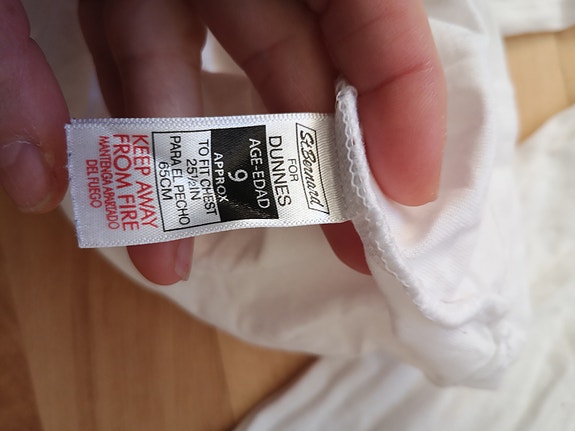 St. Bernard
FOR
DUNNES
AGE-EDAD
9
APPROX
TO FIT CHEST
25½IN
PARA EL PECHO
65CM
KEEP AWAY
FROM FIRE
MANTENGA APARTADO
DEL FUEGO